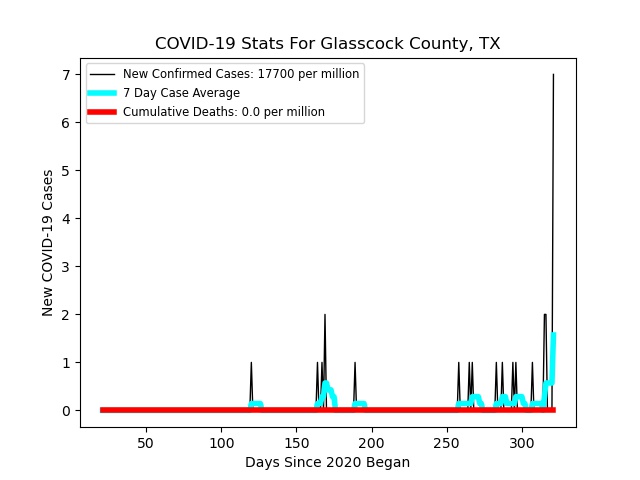 COVID-19 Stats For Glasscock County, TX
New Confirmed Cases: 17700 per million
7 Day Case Average
Cumulative Deaths: 0.0 per million
New COVID-19 Cases
7
6
5
4
3
2
1
0
50 100 150 200 250 300
Days Since 2020 Began